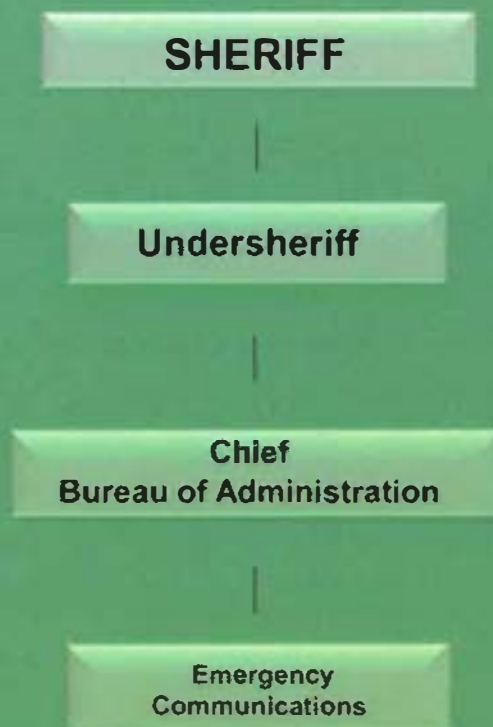 SHERIFF
Undersheriff
Chief
Bureau of Administration
Emergency
Communications